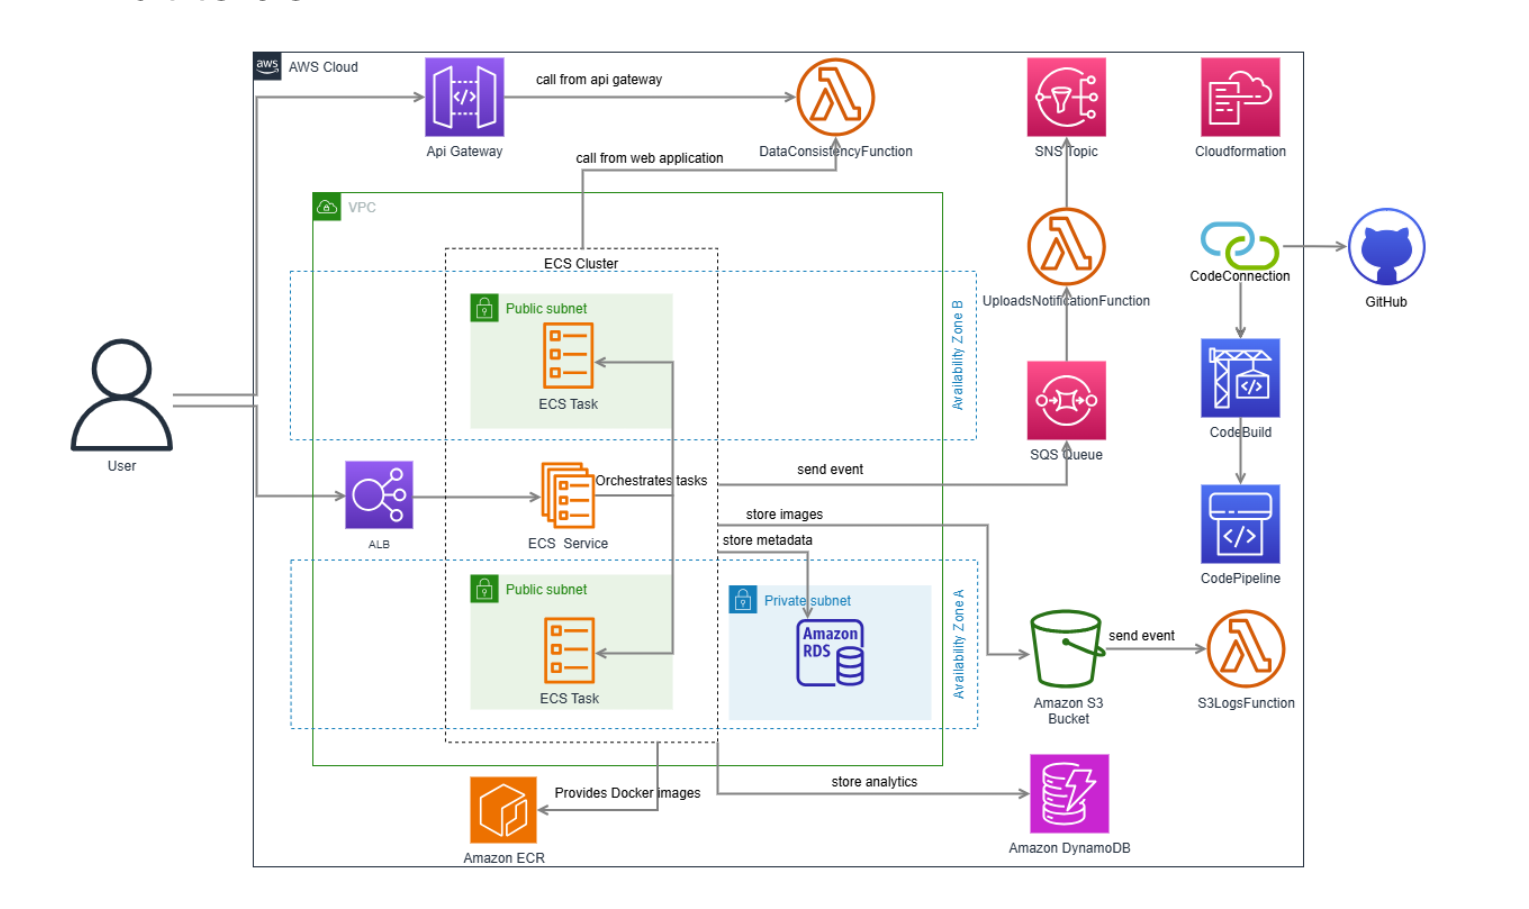 aws
AWS Cloud
call from api gateway
Api Gateway
DataConsistencyFunction
SNS Topic
Cloudformation
call from web application
VPC
ECS Cluster
CodeConnection
GitHub
UploadsNotificationFunction
Public subnet
ECS Task
Availability Zone B
CodeBuild
SQS Queue
User
send event
Orchestrates tasks
store images
store metadata
ALB
ECS Service
CodePipeline
Public subnet
Private subnet
Amazon
RDS
Availability Zone A
send event
ECS Task
Amazon S3
Bucket
S3LogsFunction
store analytics
Provides Docker images
Amazon DynamoDB
Amazon ECR